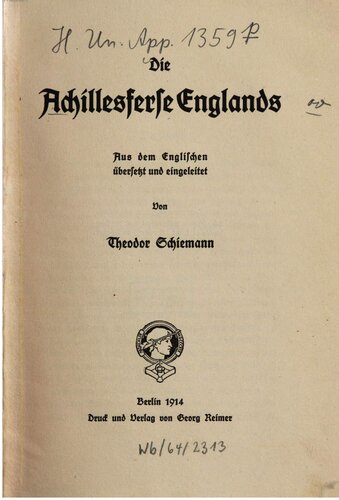 H. Un. App. 1359 P
Die
Achillesferse Englands
Aus dem Englischen
übersetzt und eingeleitet
Von
Theodor Schiemann
Berlin 1914
Druck und Verlag von Georg Reimer
Wb/64/2313